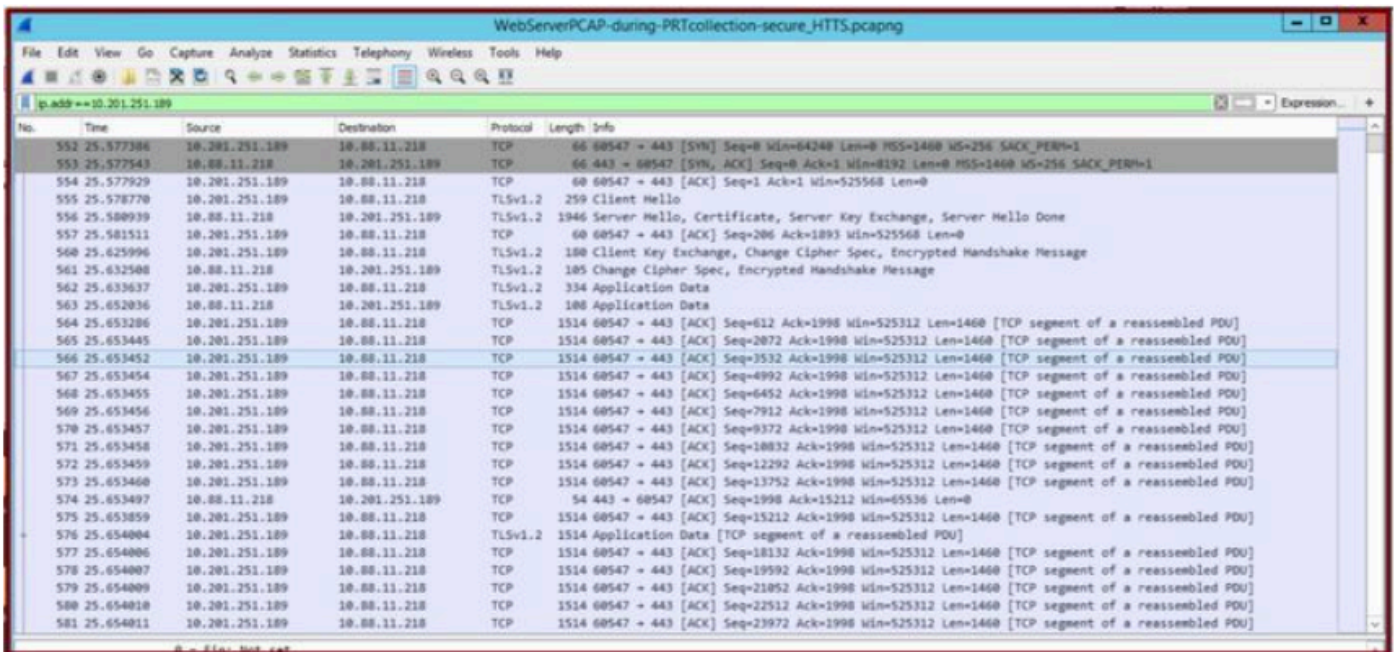 WebServerPCAP-during-PRTcollection-secure_HTTS.pcapng
File Edit View Go Capture Analyze Statistics Telephony Wireless Tools Help
ip.addr==10.201.251.189 Expression... +
No. Time Source Destination Protocol Length Info
552 25.577386 10.201.251.189 10.88.11.218 TCP 66 60547 → 443 [SYN] Seq=0 Win=64240 Len=0 MSS=1460 WS=256 SACK_PERM=1
553 25.577543 10.88.11.218 10.201.251.189 TCP 66 443 → 60547 [SYN, ACK] Seq=0 Ack=1 Win=8192 Len=0 MSS=1460 WS=256 SACK_PERM=1
554 25.577929 10.201.251.189 10.88.11.218 TCP 60 60547 → 443 [ACK] Seq=1 Ack=1 Win=525568 Len=0
555 25.578770 10.201.251.189 10.88.11.218 TLSv1.2 259 Client Hello
556 25.580939 10.88.11.218 10.201.251.189 TLSv1.2 1946 Server Hello, Certificate, Server Key Exchange, Server Hello Done
557 25.581511 10.201.251.189 10.88.11.218 TCP 60 60547 → 443 [ACK] Seq=206 Ack=1893 Win=525568 Len=0
560 25.625996 10.201.251.189 10.88.11.218 TLSv1.2 180 Client Key Exchange, Change Cipher Spec, Encrypted Handshake Message
561 25.632508 10.88.11.218 10.201.251.189 TLSv1.2 105 Change Cipher Spec, Encrypted Handshake Message
562 25.633637 10.201.251.189 10.88.11.218 TLSv1.2 334 Application Data
563 25.652036 10.88.11.218 10.201.251.189 TLSv1.2 108 Application Data
564 25.653286 10.201.251.189 10.88.11.218 TCP 1514 60547 → 443 [ACK] Seq=612 Ack=1998 Win=525312 Len=1460 [TCP segment of a reassembled PDU]
565 25.653445 10.201.251.189 10.88.11.218 TCP 1514 60547 → 443 [ACK] Seq=2072 Ack=1998 Win=525312 Len=1460 [TCP segment of a reassembled PDU]
566 25.653452 10.201.251.189 10.88.11.218 TCP 1514 60547 → 443 [ACK] Seq=3532 Ack=1998 Win=525312 Len=1460 [TCP segment of a reassembled PDU]
567 25.653454 10.201.251.189 10.88.11.218 TCP 1514 60547 → 443 [ACK] Seq=4992 Ack=1998 Win=525312 Len=1460 [TCP segment of a reassembled PDU]
568 25.653455 10.201.251.189 10.88.11.218 TCP 1514 60547 → 443 [ACK] Seq=6452 Ack=1998 Win=525312 Len=1460 [TCP segment of a reassembled PDU]
569 25.653456 10.201.251.189 10.88.11.218 TCP 1514 60547 → 443 [ACK] Seq=7912 Ack=1998 Win=525312 Len=1460 [TCP segment of a reassembled PDU]
570 25.653457 10.201.251.189 10.88.11.218 TCP 1514 60547 → 443 [ACK] Seq=9372 Ack=1998 Win=525312 Len=1460 [TCP segment of a reassembled PDU]
571 25.653458 10.201.251.189 10.88.11.218 TCP 1514 60547 → 443 [ACK] Seq=10832 Ack=1998 Win=525312 Len=1460 [TCP segment of a reassembled PDU]
572 25.653459 10.201.251.189 10.88.11.218 TCP 1514 60547 → 443 [ACK] Seq=12292 Ack=1998 Win=525312 Len=1460 [TCP segment of a reassembled PDU]
573 25.653460 10.201.251.189 10.88.11.218 TCP 1514 60547 → 443 [ACK] Seq=13752 Ack=1998 Win=525312 Len=1460 [TCP segment of a reassembled PDU]
574 25.653497 10.88.11.218 10.201.251.189 TCP 54 443 → 60547 [ACK] Seq=1998 Ack=15212 Win=65536 Len=0
575 25.653859 10.201.251.189 10.88.11.218 TCP 1514 60547 → 443 [ACK] Seq=15212 Ack=1998 Win=525312 Len=1460 [TCP segment of a reassembled PDU]
576 25.654004 10.201.251.189 10.88.11.218 TLSv1.2 1514 Application Data [TCP segment of a reassembled PDU]
577 25.654006 10.201.251.189 10.88.11.218 TCP 1514 60547 → 443 [ACK] Seq=18132 Ack=1998 Win=525312 Len=1460 [TCP segment of a reassembled PDU]
578 25.654007 10.201.251.189 10.88.11.218 TCP 1514 60547 → 443 [ACK] Seq=19592 Ack=1998 Win=525312 Len=1460 [TCP segment of a reassembled PDU]
579 25.654009 10.201.251.189 10.88.11.218 TCP 1514 60547 → 443 [ACK] Seq=21052 Ack=1998 Win=525312 Len=1460 [TCP segment of a reassembled PDU]
580 25.654010 10.201.251.189 10.88.11.218 TCP 1514 60547 → 443 [ACK] Seq=22512 Ack=1998 Win=525312 Len=1460 [TCP segment of a reassembled PDU]
581 25.654011 10.201.251.189 10.88.11.218 TCP 1514 60547 → 443 [ACK] Seq=23972 Ack=1998 Win=525312 Len=1460 [TCP segment of a reassembled PDU]